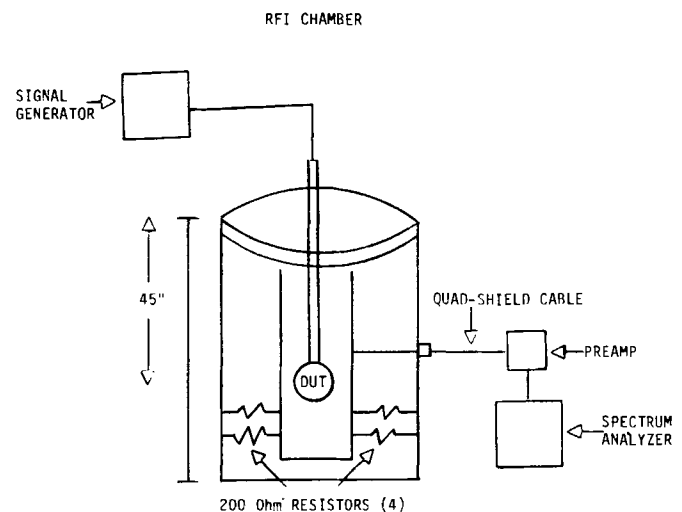 RFI CHAMBER
SIGNAL
GENERATOR
45"
QUAD-SHIELD CABLE
PREAMP
DUT
SPECTRUM
ANALYZER
200 Ohm RESISTORS (4)